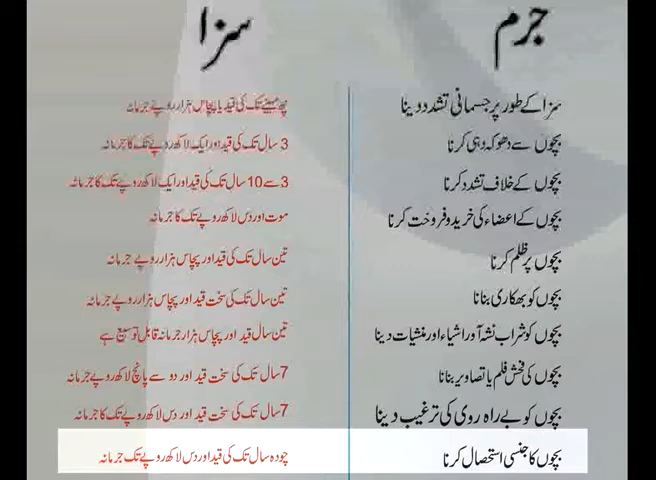 جرم سزا
سزا کے طور پر جسمانی تشدد دینا چھ مہینے تک کی قید یا پچاس ہزار روپے جرمانہ
بچوں سے دھوکہ دہی کرنا 3 سال تک کی قید اور ایک لاکھ روپے تک کا جرمانہ
بچوں کے خلاف تشدد کرنا 3 سے 10 سال تک کی قید اور ایک لاکھ روپے تک کا جرمانہ
بچوں کے اعضاء کی خرید و فروخت کرنا موت اور دس لاکھ روپے تک کا جرمانہ
بچوں پر ظلم کرنا تین سال تک کی قید اور پچاس ہزار روپے جرمانہ
بچوں کو بھکاری بنانا تین سال تک کی سخت قید اور پچاس ہزار روپے جرمانہ
بچوں کو شراب نشہ آور اشیاء اور منشیات دینا تین سال قید اور پچاس ہزار جرمانہ قابل توسیع ہے
بچوں کی فحش فلم یا تصاویر بنانا 7 سال تک کی سخت قید اور دو سے پانچ لاکھ روپے جرمانہ
بچوں کو بے راہ روی کی ترغیب دینا 7 سال تک کی سخت قید اور دس لاکھ روپے تک کا جرمانہ
بچوں کا جنسی استحصال کرنا چودہ سال تک کی قید اور دس لاکھ روپے تک جرمانہ